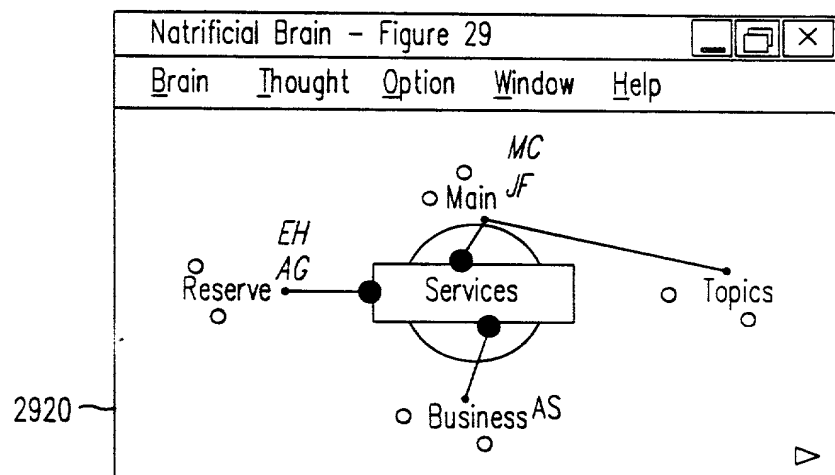 Natrificial Brain – Figure 29
Brain Thought Option Window Help
MC
Main JF
EH
AG
Reserve
Services
Topics
2920
Business AS